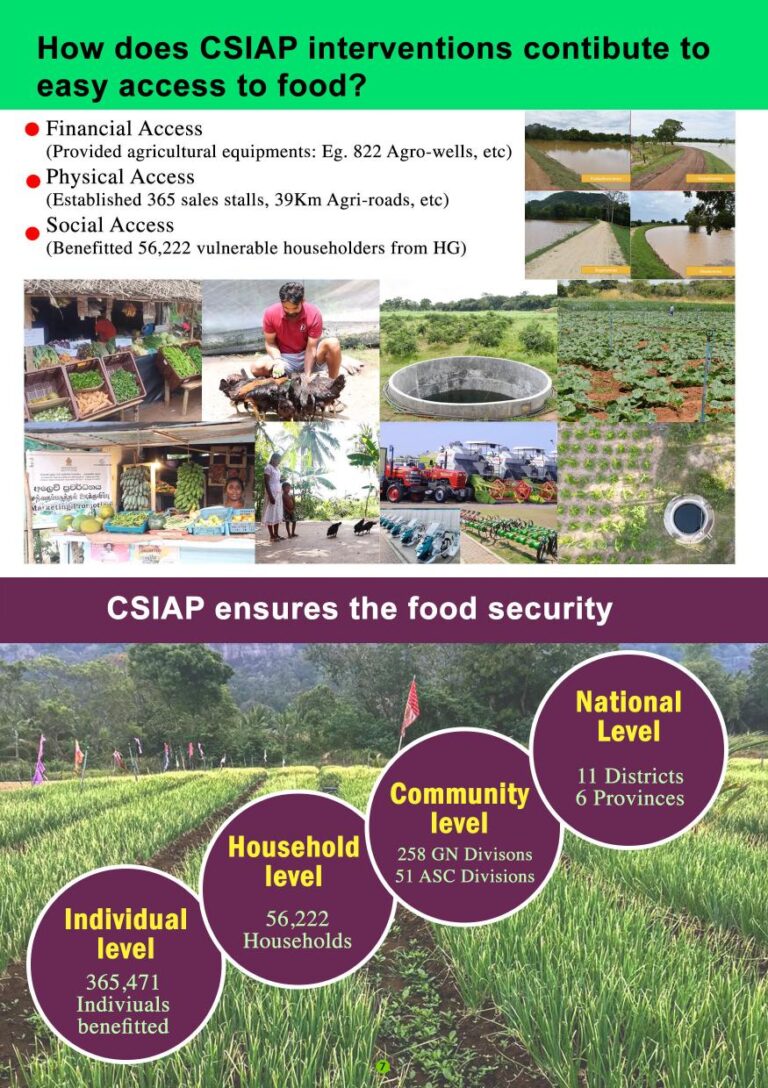 How does CSIAP interventions contibute to
easy access to food?
Financial Access
(Provided agricultural equipments: Eg. 822 Agro-wells, etc)
Physical Access
(Established 365 sales stalls, 39Km Agri-roads, etc)
Social Access
(Benefitted 56,222 vulnerable householders from HG)
CSIAP ensures the food security
National
Level
11 Districts
6 Provinces
Community
level
258 GN Divisons
51 ASC Divisions
Household
level
56,222
Households
Individual
level
365,471
Indiviuals
benefitted
7